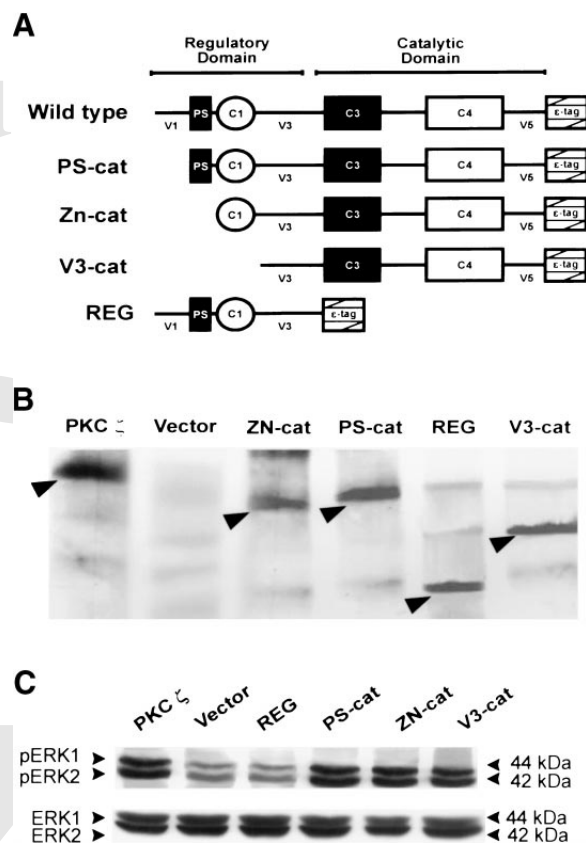 A
Regulatory Domain
Catalytic Domain
Wild type V1 PS C1 V3 C3 C4 V5 ε-tag
PS-cat PS C1 V3 C3 C4 V5 ε-tag
Zn-cat C1 V3 C3 C4 V5 ε-tag
V3-cat V3 C3 C4 V5 ε-tag
REG V1 PS C1 V3 ε-tag
B
PKC ζ Vector ZN-cat PS-cat REG V3-cat
C
PKC ζ Vector REG PS-cat ZN-cat V3-cat
pERK1 44 kDa
pERK2 42 kDa
ERK1 44 kDa
ERK2 42 kDa